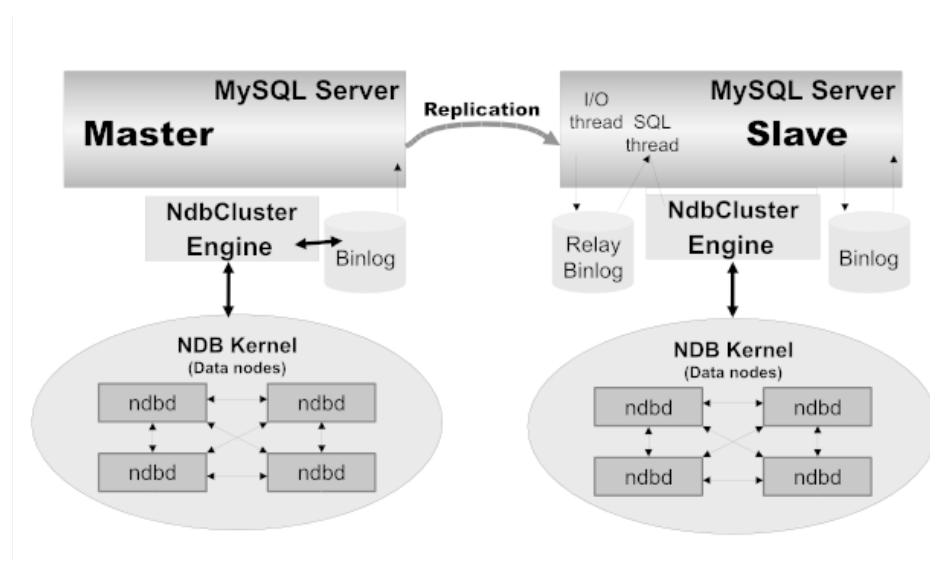 MySQL Server
Master
Replication
MySQL Server
I/O
thread
SQL
thread
Slave
NdbCluster
Engine
Binlog
Relay
Binlog
NdbCluster
Engine
Binlog
NDB Kernel
(Data nodes)
ndbd
ndbd
ndbd
ndbd
NDB Kernel
(Data nodes)
ndbd
ndbd
ndbd
ndbd